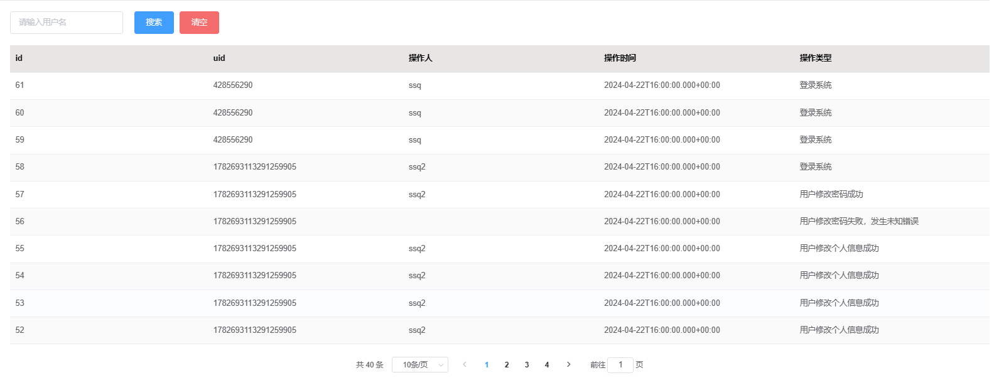 请输入用户名 搜索 清空
id uid 操作人 操作时间 操作类型
61 428556290 ssq 2024-04-22T16:00:00.000+00:00 登录系统
60 428556290 ssq 2024-04-22T16:00:00.000+00:00 登录系统
59 428556290 ssq 2024-04-22T16:00:00.000+00:00 登录系统
58 1782693113291259905 ssq2 2024-04-22T16:00:00.000+00:00 登录系统
57 1782693113291259905 ssq2 2024-04-22T16:00:00.000+00:00 用户修改密码成功
56 1782693113291259905 2024-04-22T16:00:00.000+00:00 用户修改密码失败，发生未知错误
55 1782693113291259905 ssq2 2024-04-22T16:00:00.000+00:00 用户修改个人信息成功
54 1782693113291259905 ssq2 2024-04-22T16:00:00.000+00:00 用户修改个人信息成功
53 1782693113291259905 ssq2 2024-04-22T16:00:00.000+00:00 用户修改个人信息成功
52 1782693113291259905 ssq2 2024-04-22T16:00:00.000+00:00 用户修改个人信息成功
共 40 条 10条/页 1 2 3 4 前往 1 页